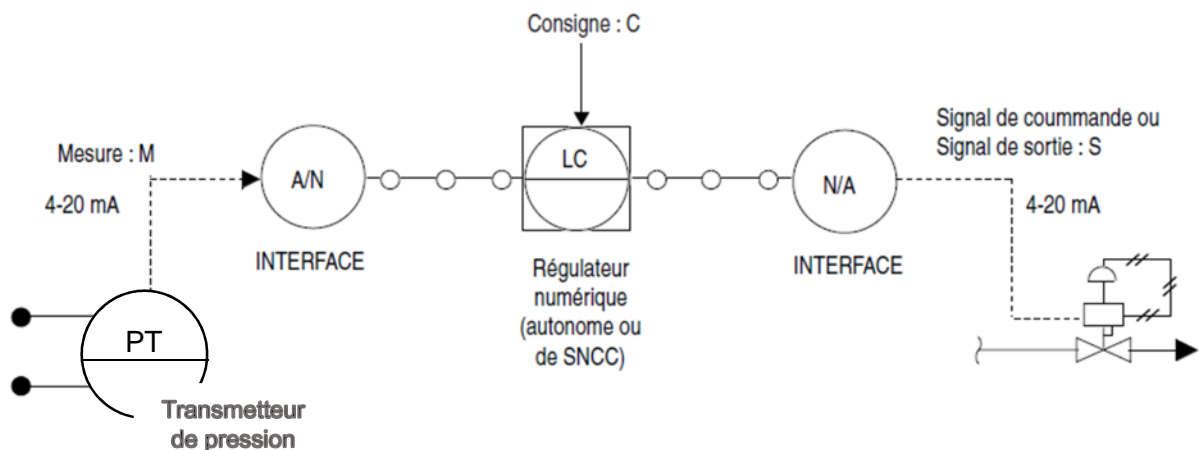 Consigne : C
Mesure : M
4-20 mA
A/N
INTERFACE
LC
Régulateur
numérique
(autonome ou
de SNCC)
N/A
INTERFACE
Signal de coummande ou
Signal de sortie : S
4-20 mA
PT
Transmetteur
de pression